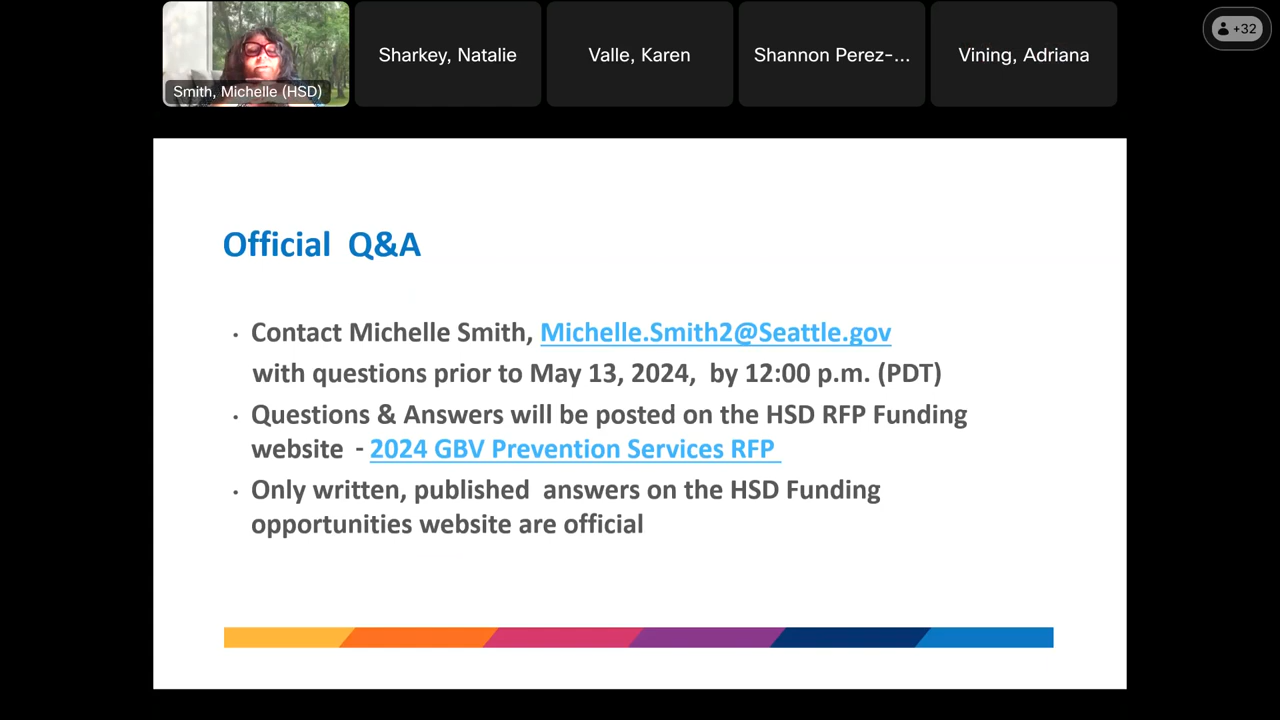 Smith, Michelle (HSD)
Sharkey, Natalie
Valle, Karen
Shannon Perez-...
Vining, Adriana
+32
Official Q&A
• Contact Michelle Smith, Michelle.Smith2@Seattle.gov
with questions prior to May 13, 2024, by 12:00 p.m. (PDT)
• Questions & Answers will be posted on the HSD RFP Funding
website - 2024 GBV Prevention Services RFP
• Only written, published answers on the HSD Funding
opportunities website are official